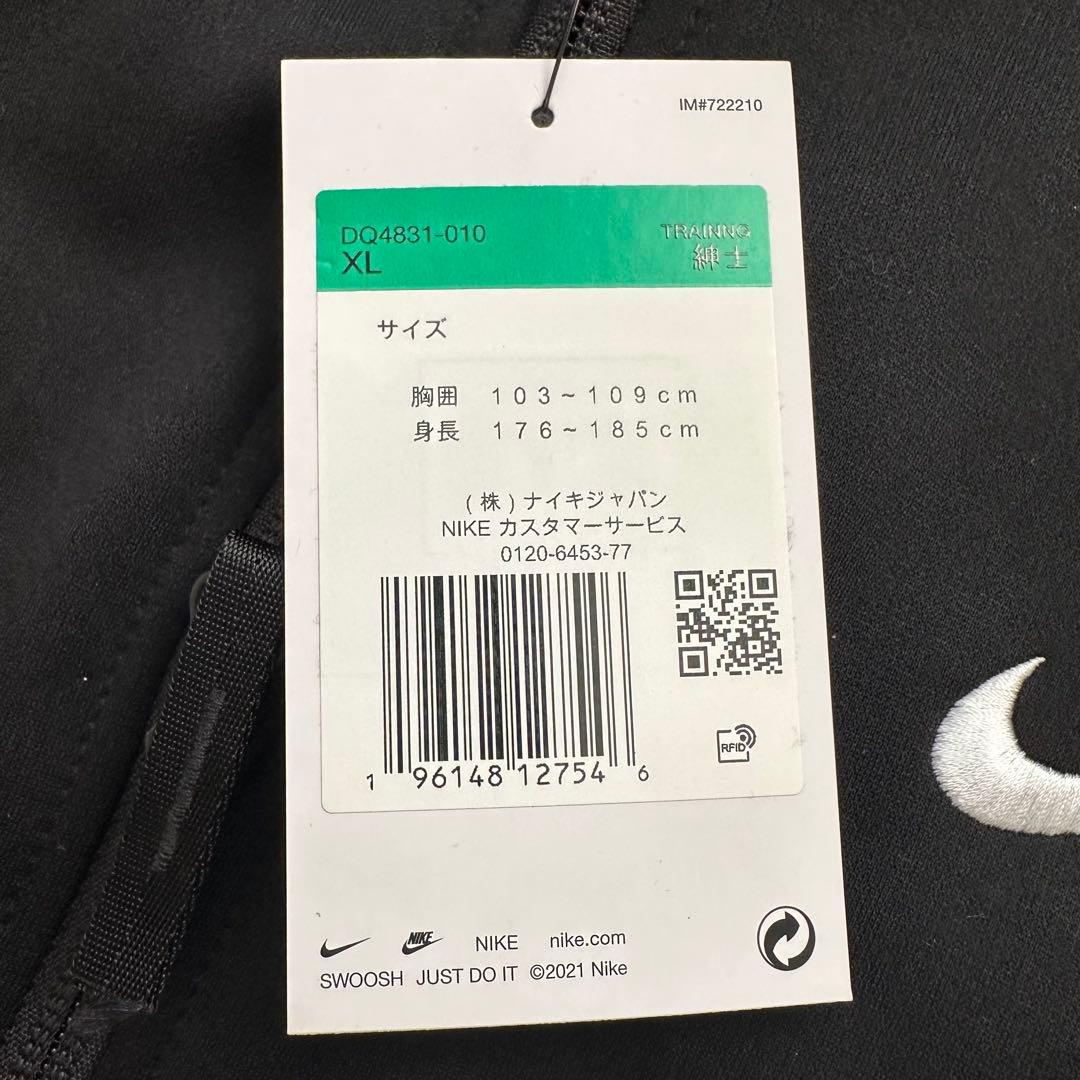 IM#722210
DQ4831-010
TRAINNG
XL
紳士
サイズ
胸囲 103~109cm
身長 176~185cm
(株)ナイキジャパン
NIKE カスタマーサービス
0120-6453-77
1 96148 12754 6
RFID
NIKE NIKE nike.com
SWOOSH JUST DO IT ©2021 Nike